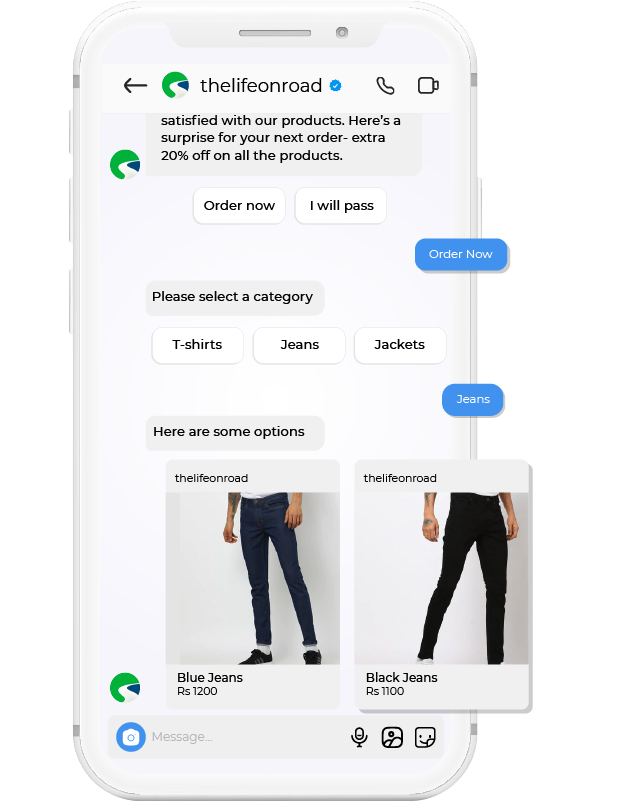 thelifeonroad
satisfied with our products. Here's a
surprise for your next order- extra
20% off on all the products.
Order now
I will pass
Order Now
Please select a category
T-shirts
Jeans
Jackets
Jeans
Here are some options
thelifeonroad
thelifeonroad
Blue Jeans
Rs 1200
Black Jeans
Rs 1100
Message...